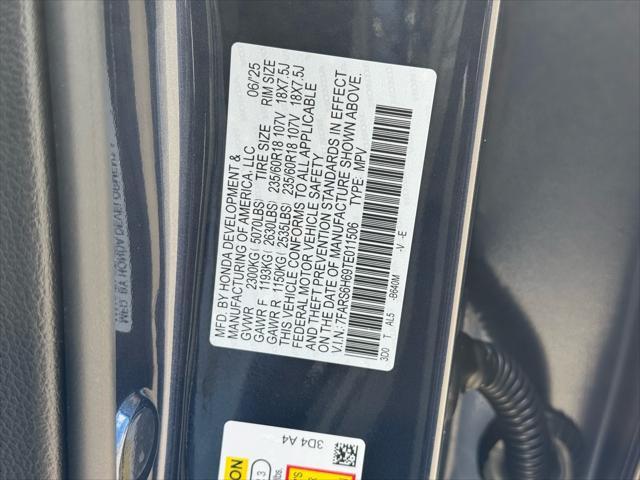 MFD. BY HONDA DEVELOPMENT &
MANUFACTURING OF AMERICA, LLC 06/25
GVWR 2300KG (5070LBS) TIRE SIZE RIM SIZE
GAWR F 1193KG (2630LBS) 235/60R18 107V 18X7.5J
GAWR R 1150KG (2535LBS) 235/60R18 107V 18X7.5J
THIS VEHICLE CONFORMS TO ALL APPLICABLE
FEDERAL MOTOR VEHICLE SAFETY
AND THEFT PREVENTION STANDARDS IN EFFECT
ON THE DATE OF MANUFACTURE SHOWN ABOVE.
V.I.N.: 7FARS6H69TE011506 TYPE: MPV
3D0 T AL5 -B640M -V -E
3D4 A4